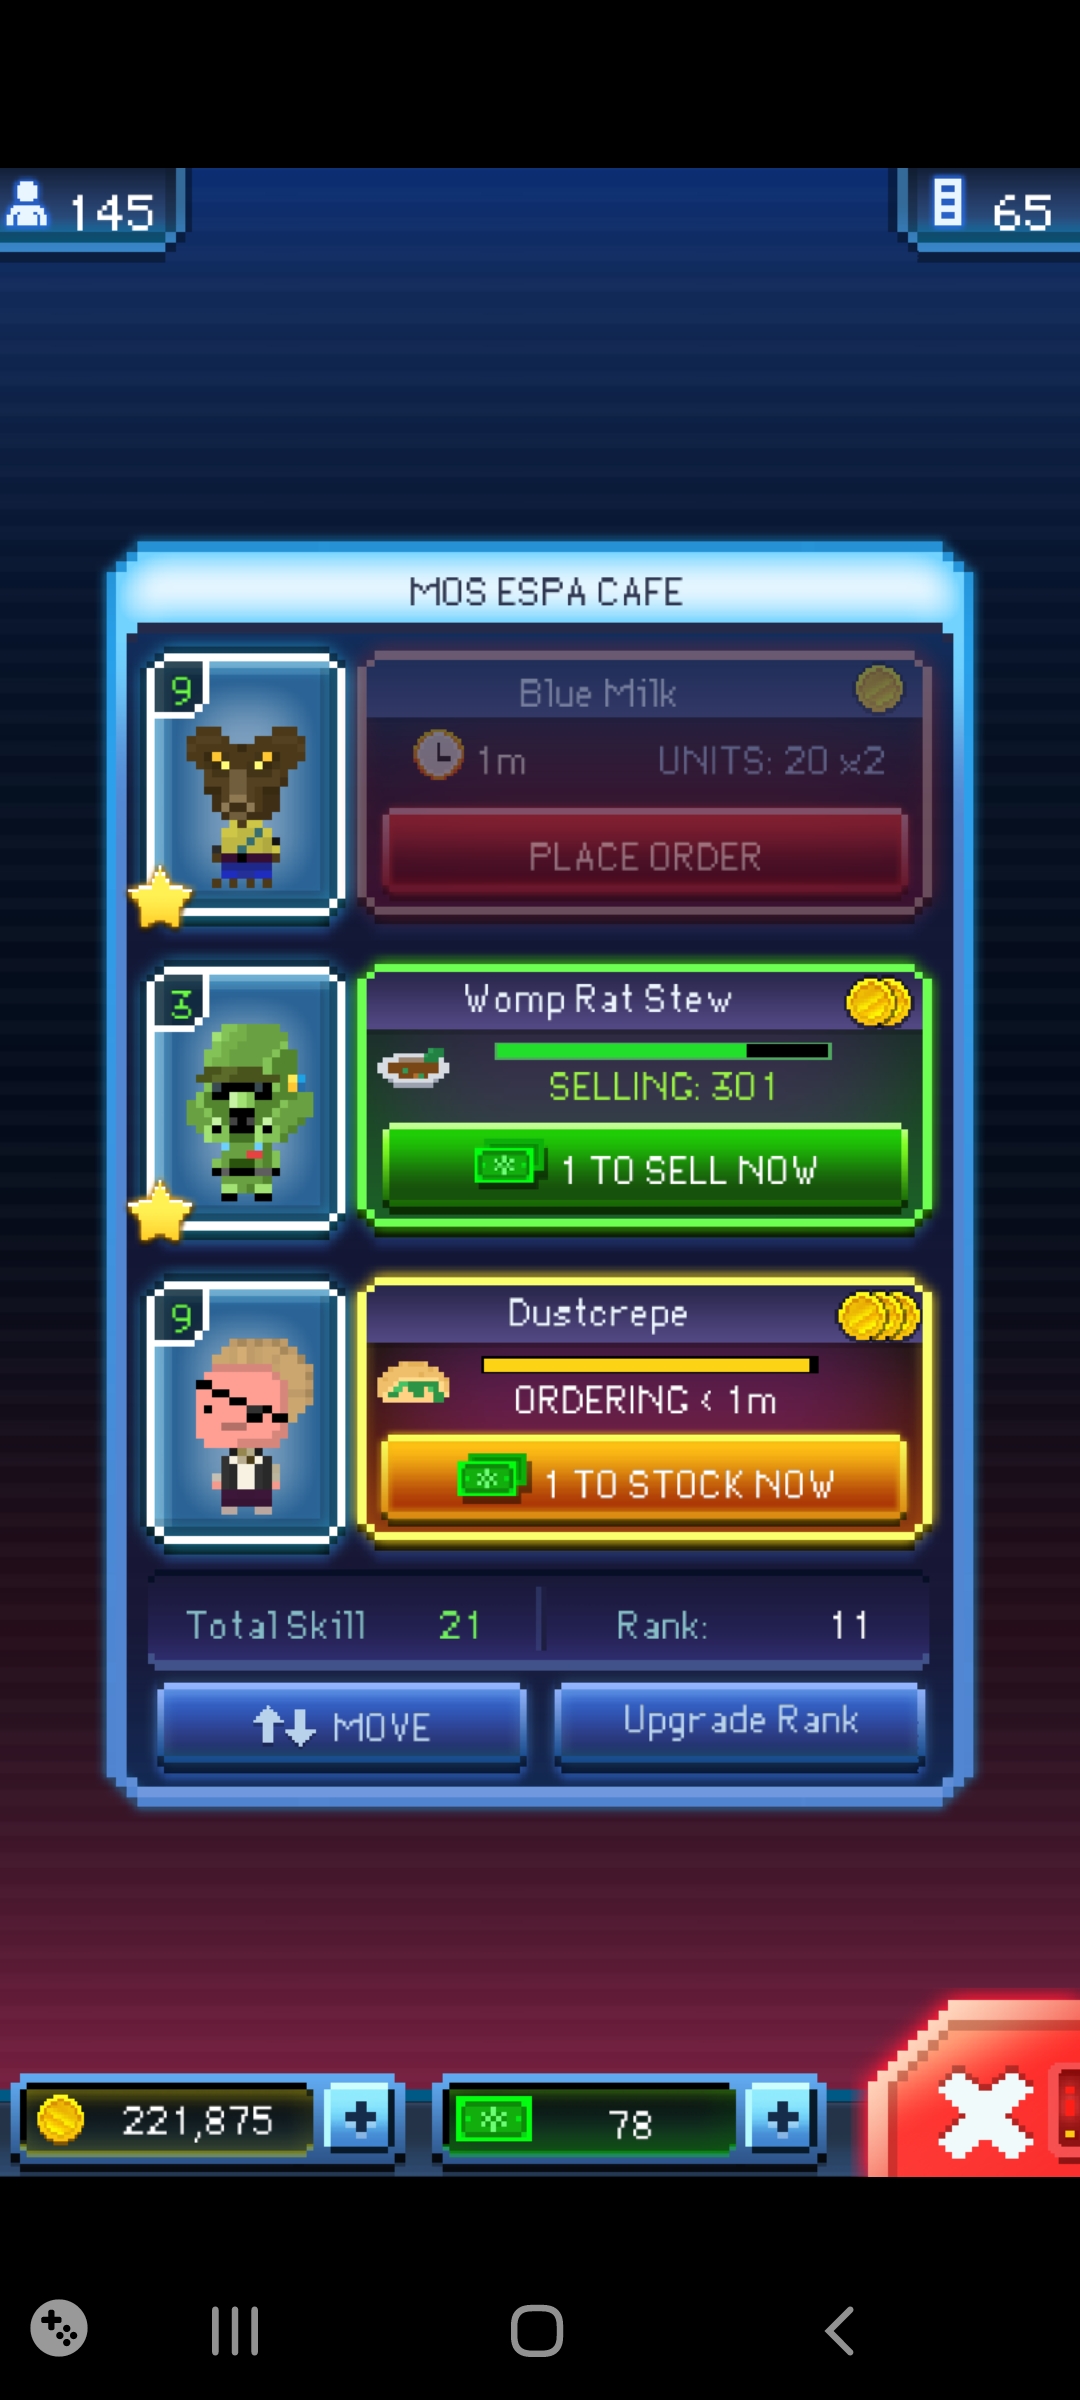 145
65
MOS ESPA CAFE
9
Blue Milk
1m UNITS: 20 x2
PLACE ORDER
3
Womp Rat Stew
SELLING: 301
1 TO SELL NOW
9
Dustcrepe
ORDERING < 1m
1 TO STOCK NOW
Total Skill 21 Rank: 11
MOVE Upgrade Rank
221,875 78